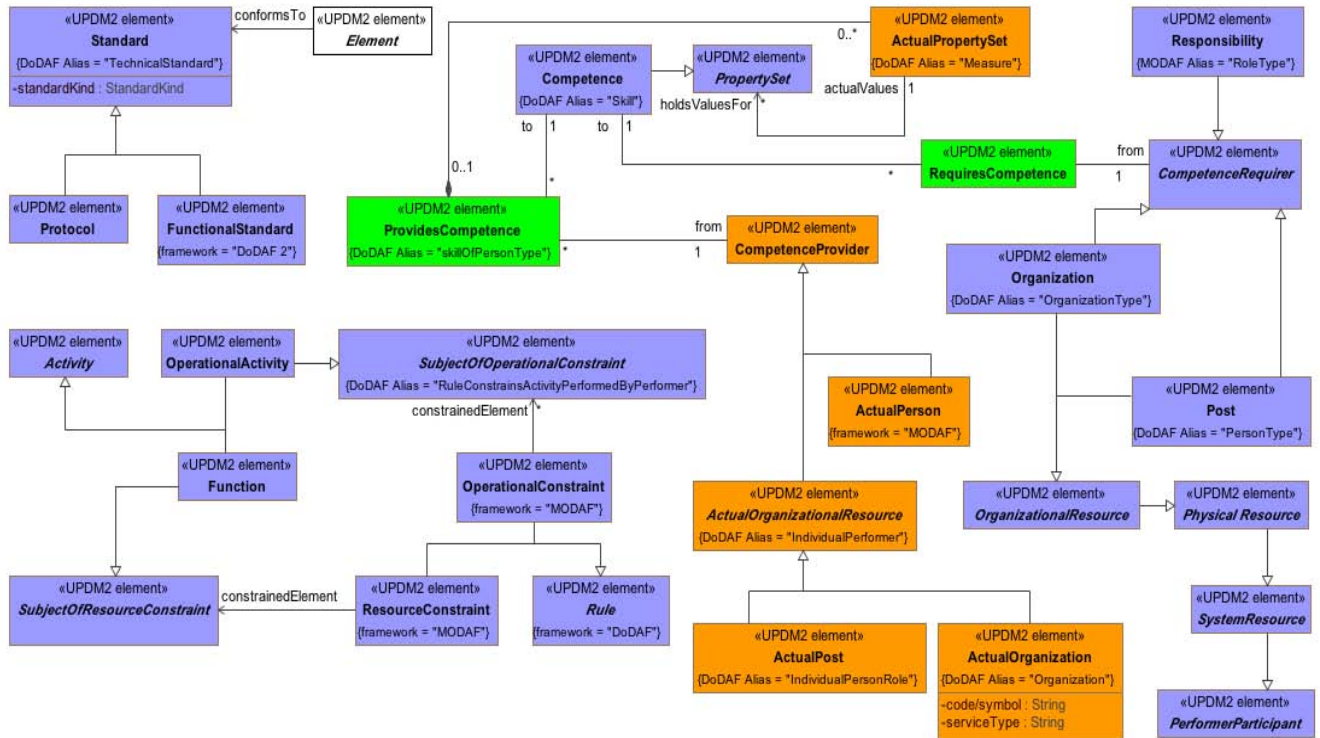 «UPDM2 element»
Standard
{DoDAF Alias = "TechnicalStandard"}
-standardKind : StandardKind
conformsTo
«UPDM2 element»
Element
«UPDM2 element»
Competence
{DoDAF Alias = "Skill"}
«UPDM2 element»
PropertySet
holdsValuesFor
*
0..*
«UPDM2 element»
ActualPropertySet
{DoDAF Alias = "Measure"}
actualValues
1
«UPDM2 element»
Responsibility
{MODAF Alias = "RoleType"}
to
1
to
1
0..1
*
*
«UPDM2 element»
RequiresCompetence
from
1
«UPDM2 element»
CompetenceRequirer
«UPDM2 element»
Protocol
«UPDM2 element»
FunctionalStandard
{framework = "DoDAF 2"}
«UPDM2 element»
ProvidesCompetence
{DoDAF Alias = "skillOfPersonType"}
*
from
1
«UPDM2 element»
CompetenceProvider
«UPDM2 element»
Organization
{DoDAF Alias = "OrganizationType"}
«UPDM2 element»
Activity
«UPDM2 element»
OperationalActivity
«UPDM2 element»
SubjectOfOperationalConstraint
{DoDAF Alias = "RuleConstrainsActivityPerformedByPerformer"}
constrainedElement
*
«UPDM2 element»
ActualPerson
{framework = "MODAF"}
«UPDM2 element»
Post
{DoDAF Alias = "PersonType"}
«UPDM2 element»
Function
«UPDM2 element»
OperationalConstraint
{framework = "MODAF"}
«UPDM2 element»
ActualOrganizationalResource
{DoDAF Alias = "IndividualPerformer"}
«UPDM2 element»
OrganizationalResource
«UPDM2 element»
Physical Resource
«UPDM2 element»
SubjectOfResourceConstraint
constrainedElement
«UPDM2 element»
ResourceConstraint
{framework = "MODAF"}
«UPDM2 element»
Rule
{framework = "DoDAF"}
«UPDM2 element»
SystemResource
«UPDM2 element»
ActualPost
{DoDAF Alias = "IndividualPersonRole"}
«UPDM2 element»
ActualOrganization
{DoDAF Alias = "Organization"}
-code/symbol : String
-serviceType : String
«UPDM2 element»
PerformerParticipant